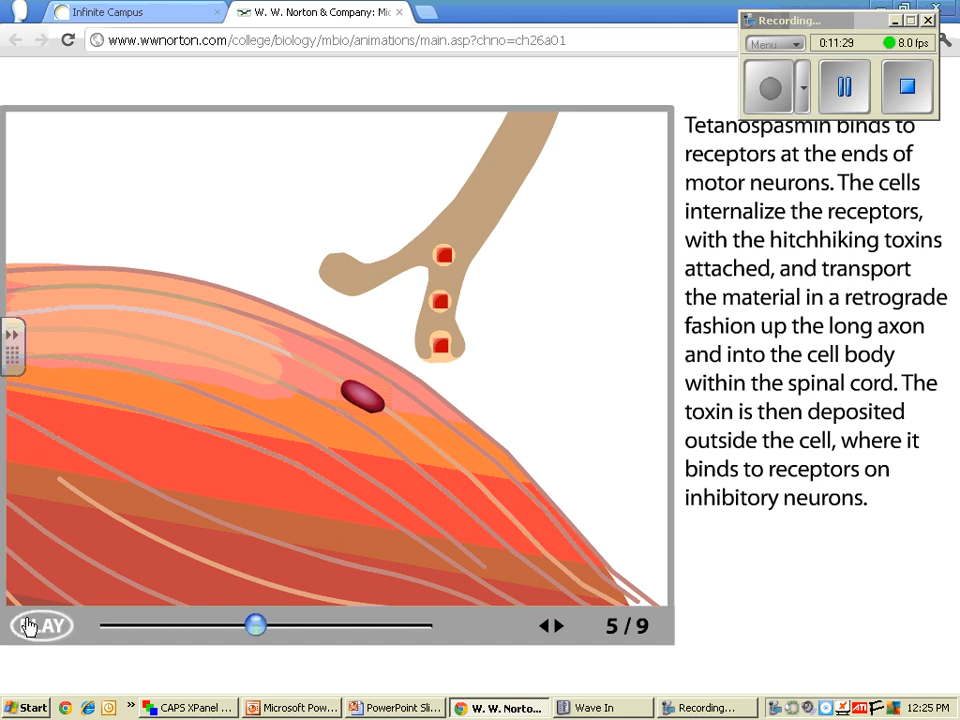 Infinite Campus
W. W. Norton & Company: Mic
www.wwnorton.com/college/biology/mbio/animations/main.asp?chno=ch26a01
Recording...
Menu
0:11:29
8.0 fps
Tetanospasmin binds to
receptors at the ends of
motor neurons. The cells
internalize the receptors,
with the hitchhiking toxins
attached, and transport
the material in a retrograde
fashion up the long axon
and into the cell body
within the spinal cord. The
toxin is then deposited
outside the cell, where it
binds to receptors on
inhibitory neurons.
LAY
5 / 9
Start
CAPS XPanel ...
Microsoft Pow...
PowerPoint Sli...
W. W. Norto...
Wave In
Recording...
ATI
12:25 PM